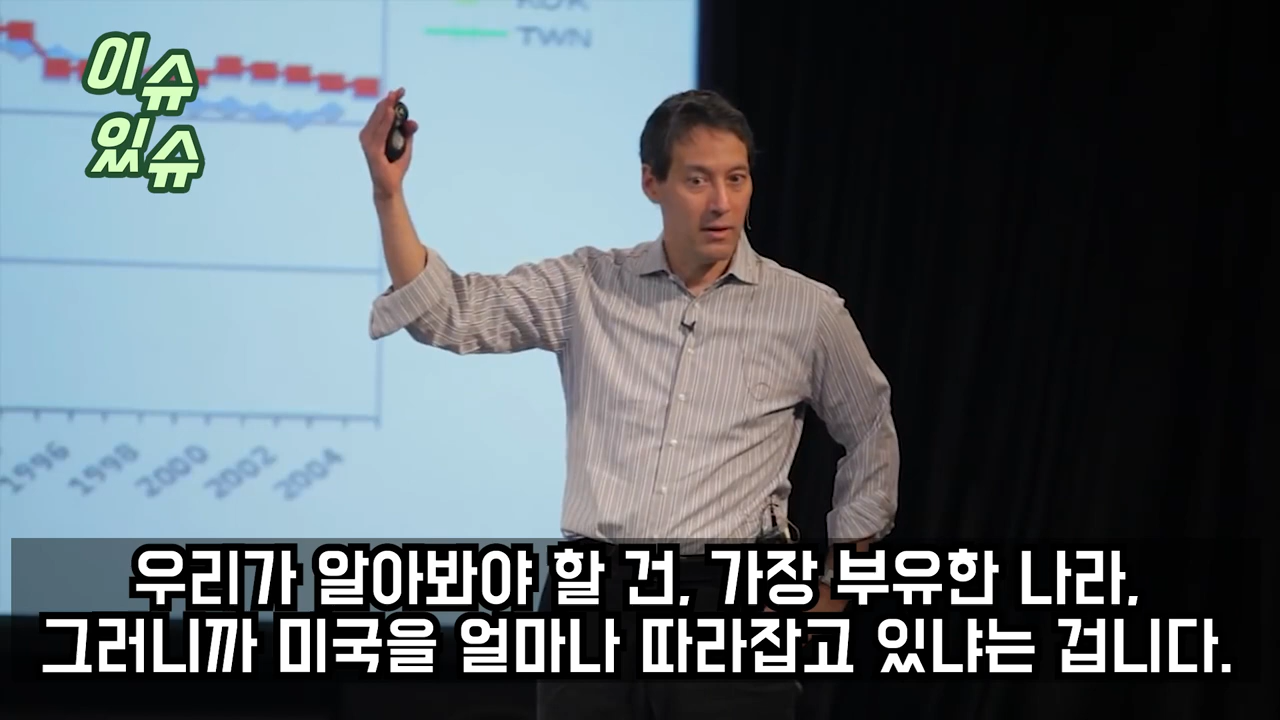 이슈
있슈
KOR
TWN
1996
1998
2000
2002
2004
우리가 알아봐야 할 건, 가장 부유한 나라,
그러니까 미국을 얼마나 따라잡고 있냐는 겁니다.